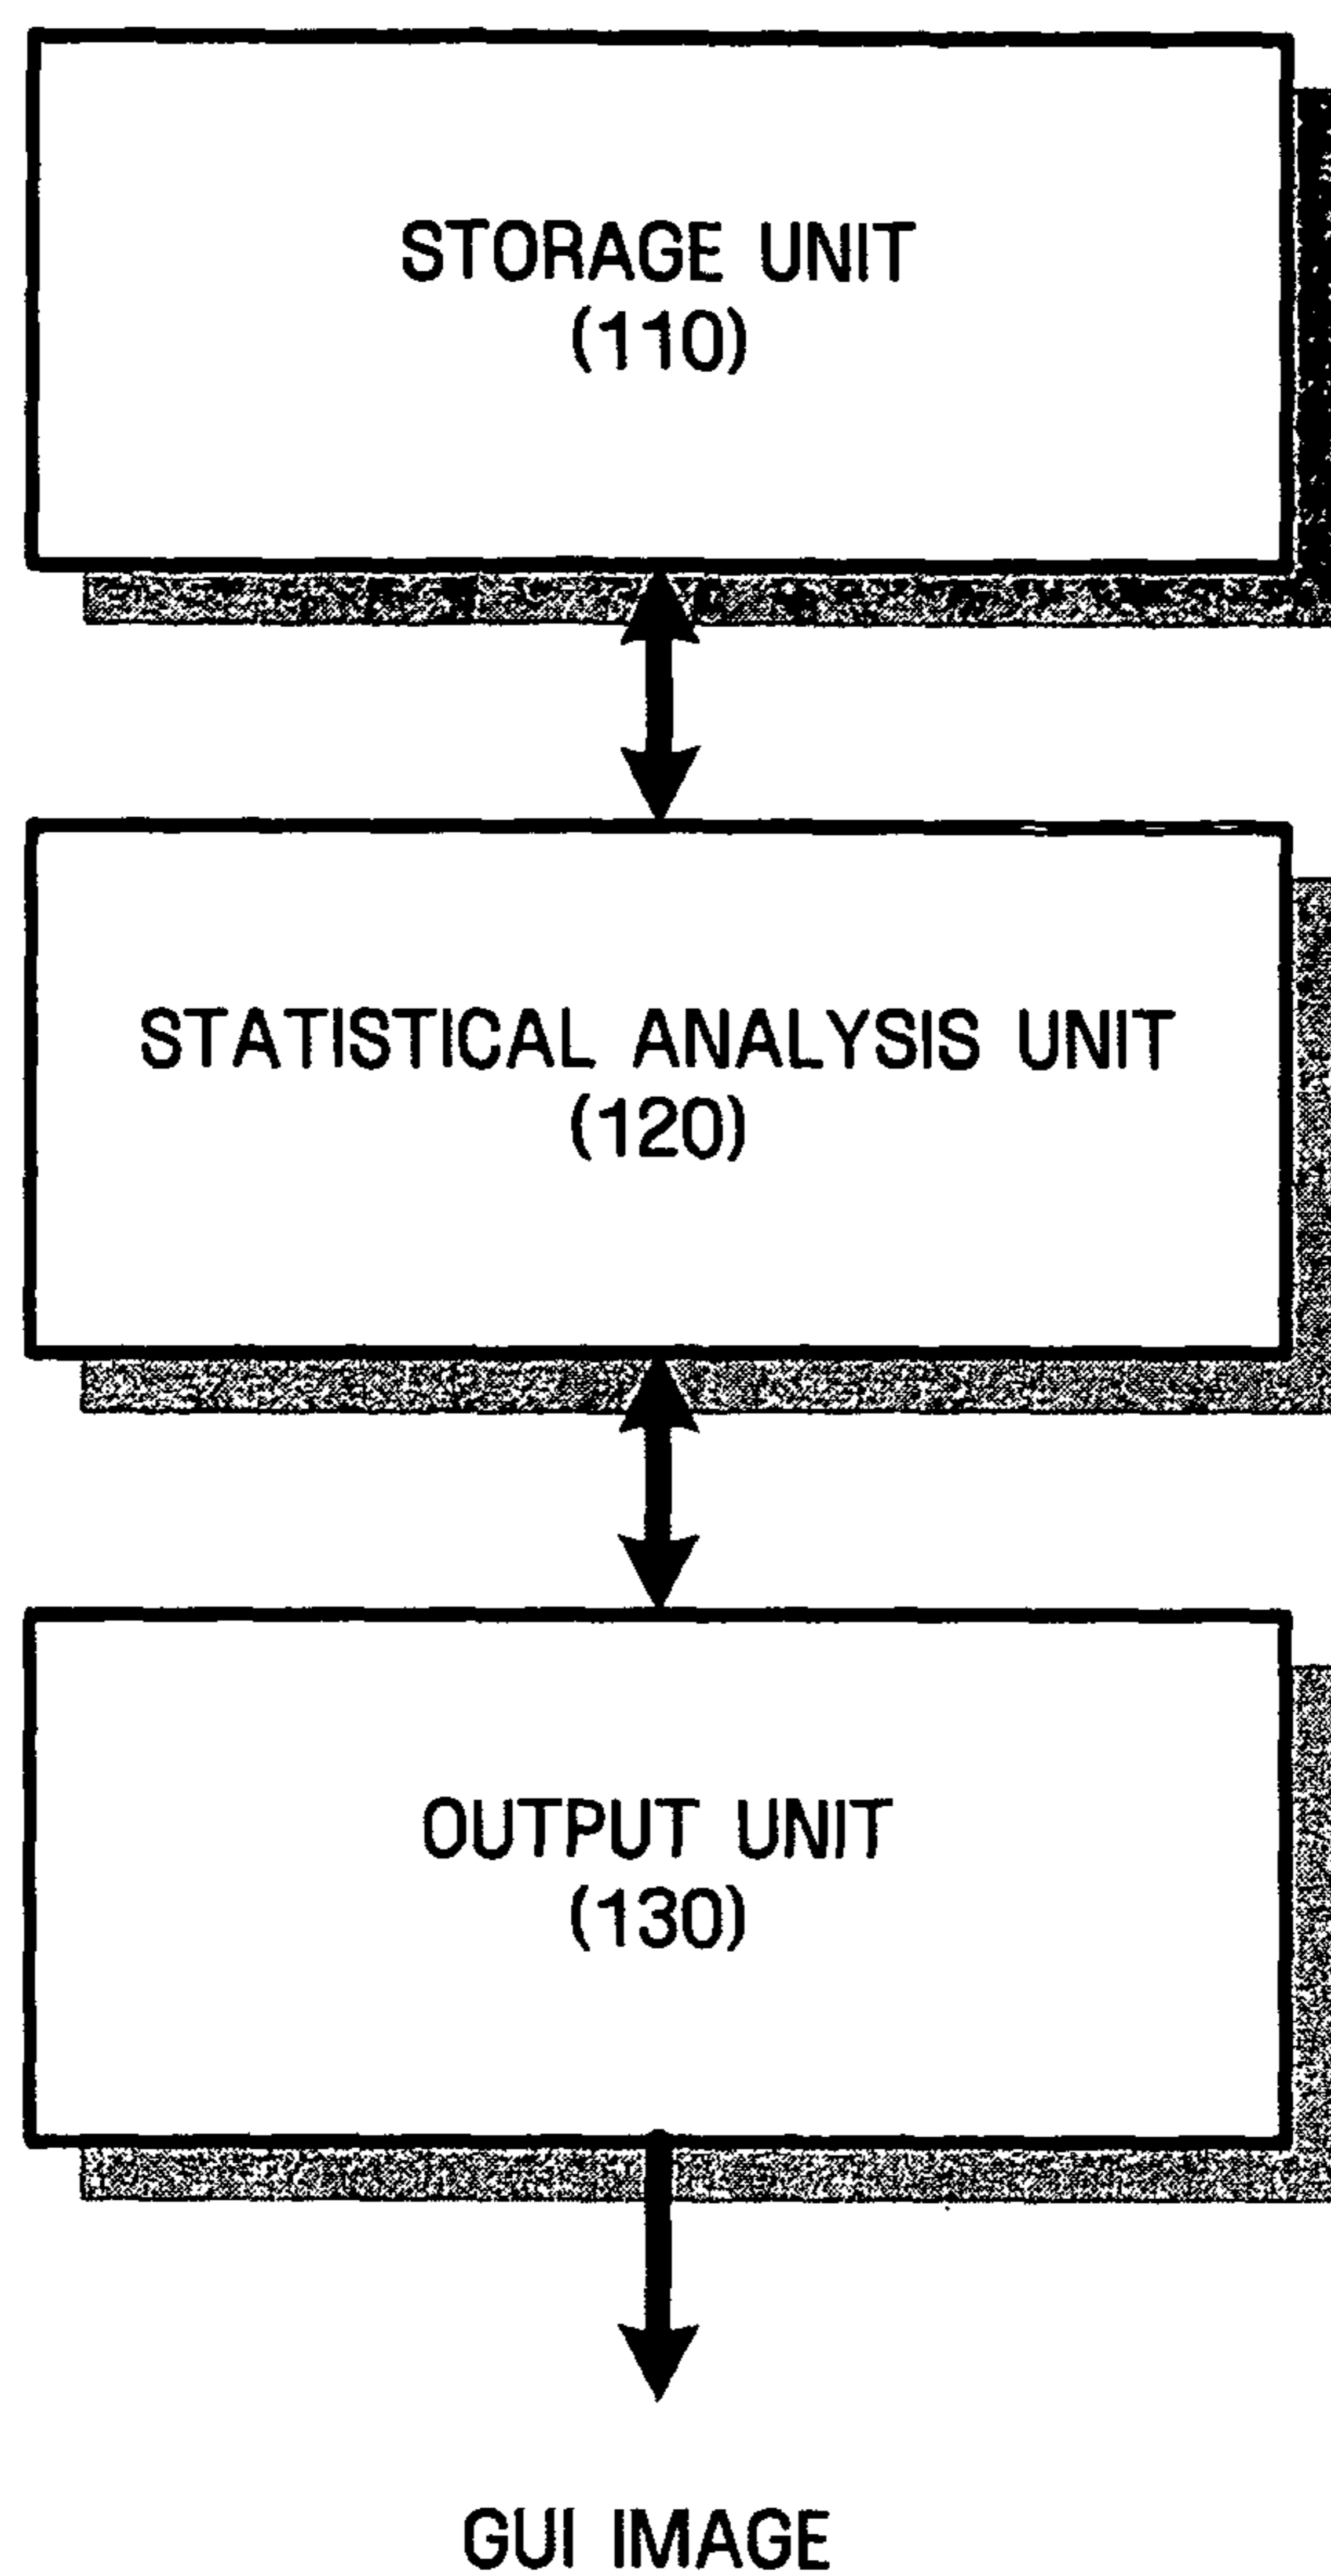 STORAGE UNIT
(110)
STATISTICAL ANALYSIS UNIT
(120)
OUTPUT UNIT
(130)
GUI IMAGE